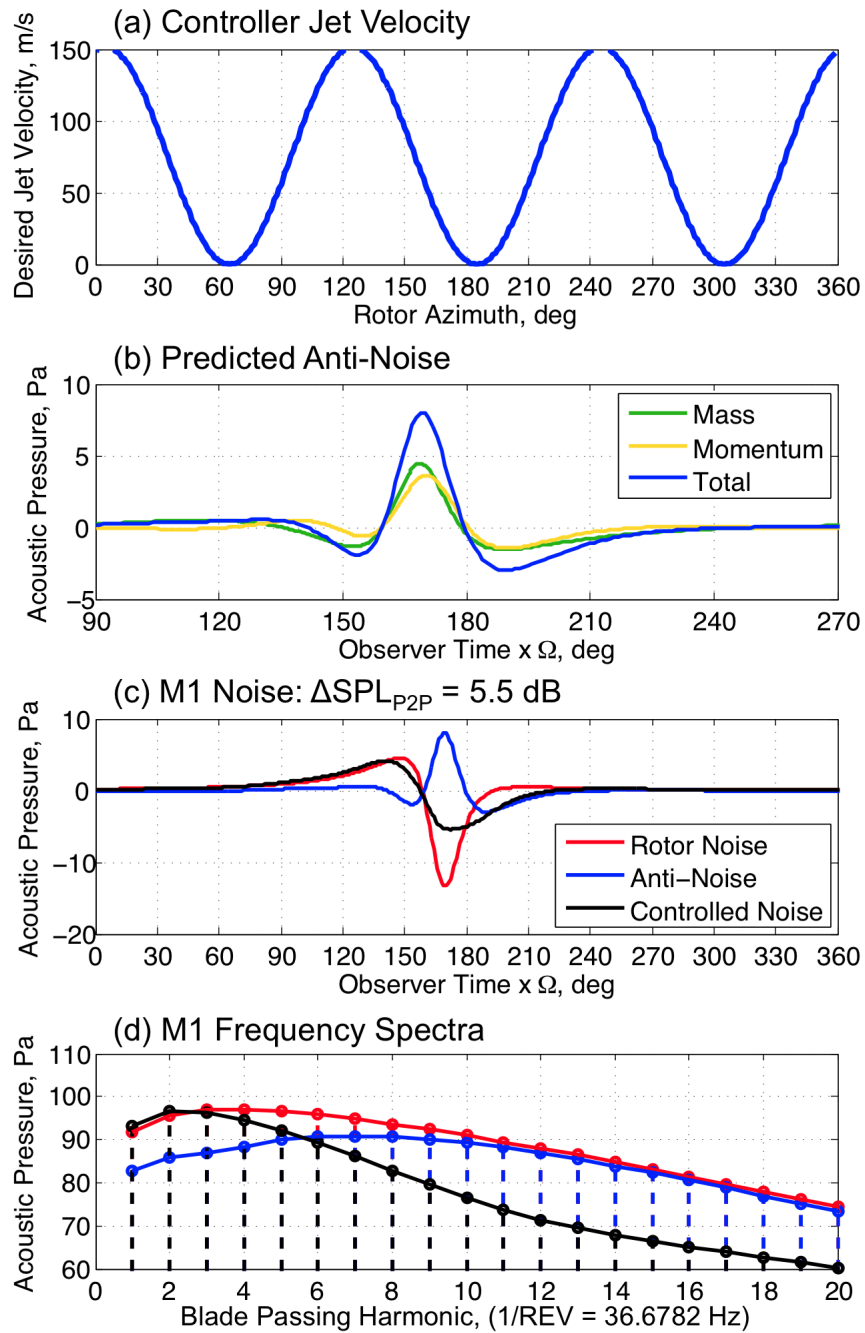 (a) Controller Jet Velocity
Desired Jet Velocity, m/s
150
100
50
0
0 30 60 90 120 150 180 210 240 270 300 330 360
Rotor Azimuth, deg
(b) Predicted Anti-Noise
Acoustic Pressure, Pa
10
5
0
−5
Mass
Momentum
Total
90 120 150 180 210 240 270
Observer Time x Ω, deg
(c) M1 Noise: ΔSPL_P2P = 5.5 dB
Acoustic Pressure, Pa
10
0
−10
−20
Rotor Noise
Anti−Noise
Controlled Noise
0 30 60 90 120 150 180 210 240 270 300 330 360
Observer Time x Ω, deg
(d) M1 Frequency Spectra
Acoustic Pressure, Pa
110
100
90
80
70
60
0 2 4 6 8 10 12 14 16 18 20
Blade Passing Harmonic, (1/REV = 36.6782 Hz)